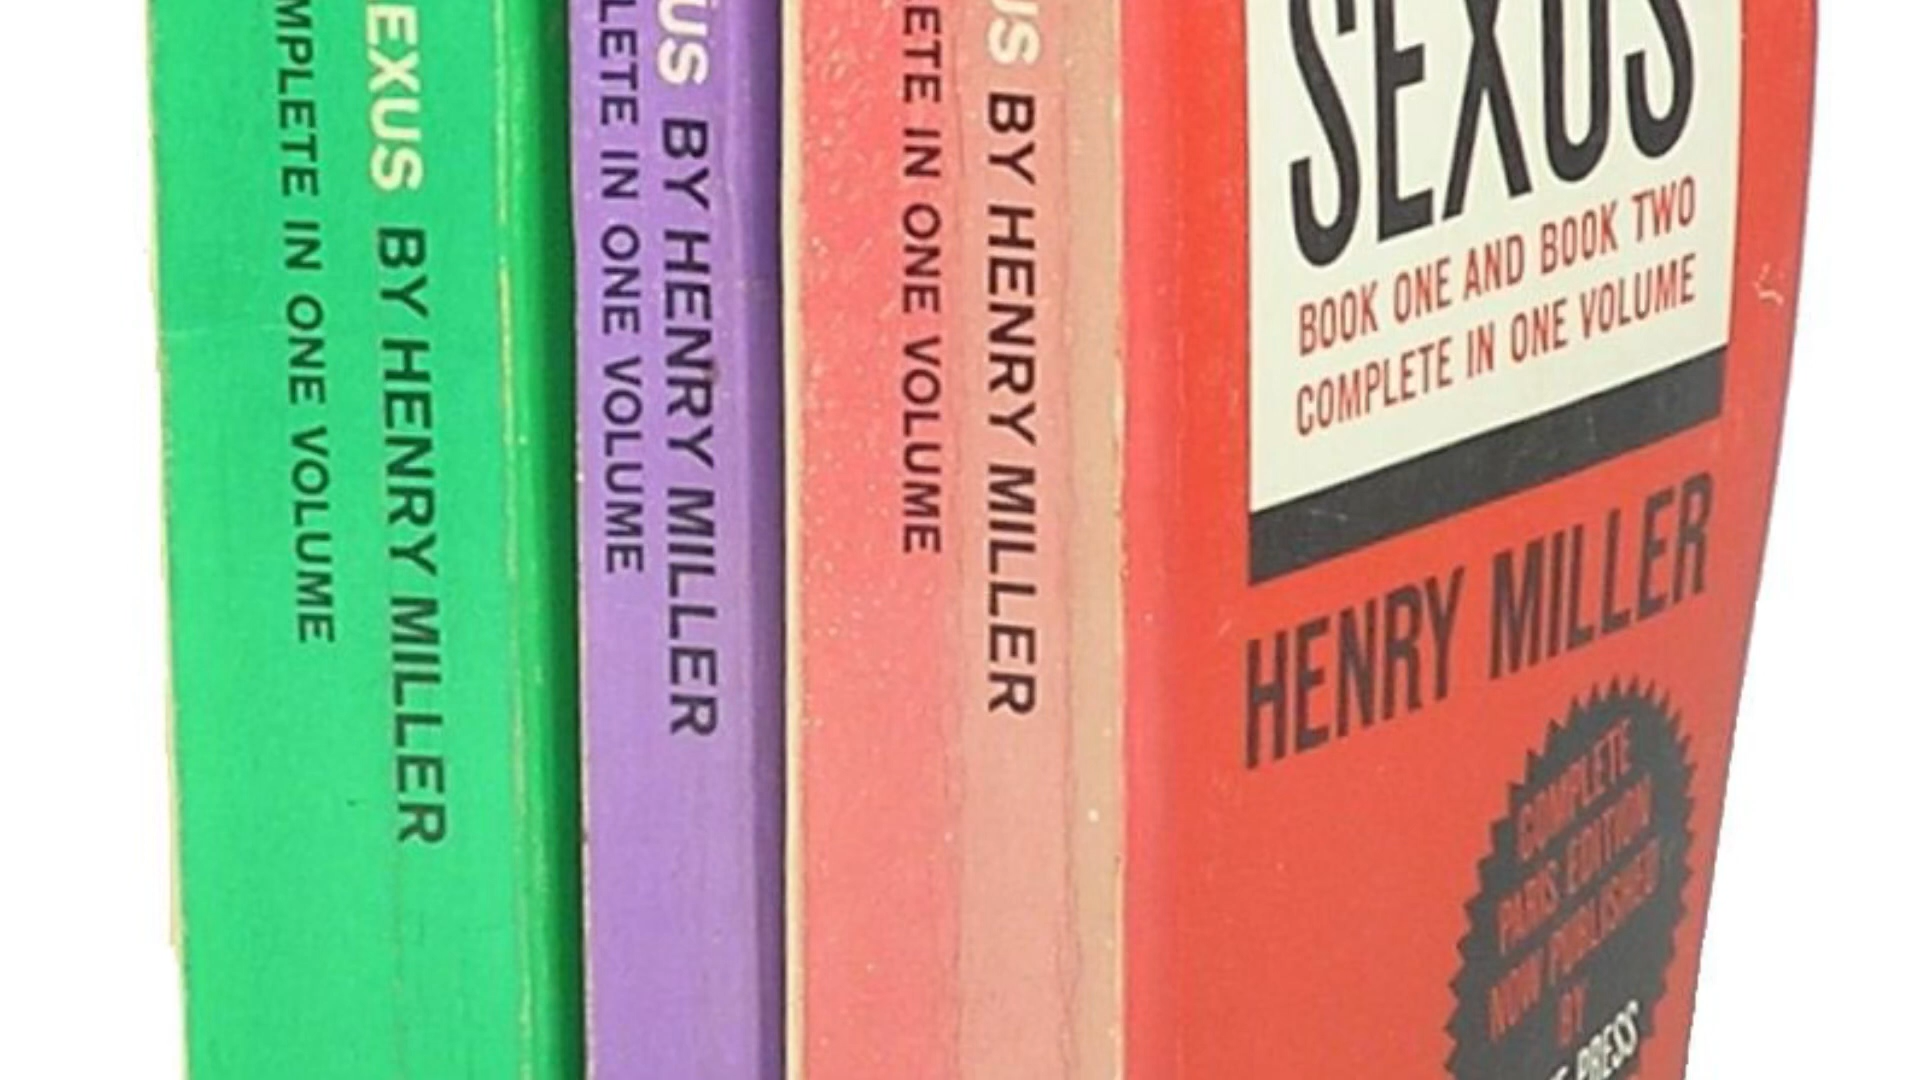 EXUS BY HENRY MILLER
MPLETE IN ONE VOLUME
US BY HENRY MILLER
LETE IN ONE VOLUME
US BY HENRY MILLER
ETE IN ONE VOLUME
SEXUS
BOOK ONE AND BOOK TWO
COMPLETE IN ONE VOLUME
HENRY MILLER
COMPLETE
PARIS EDITION
NOW PUBLISHED
BY
PRESS